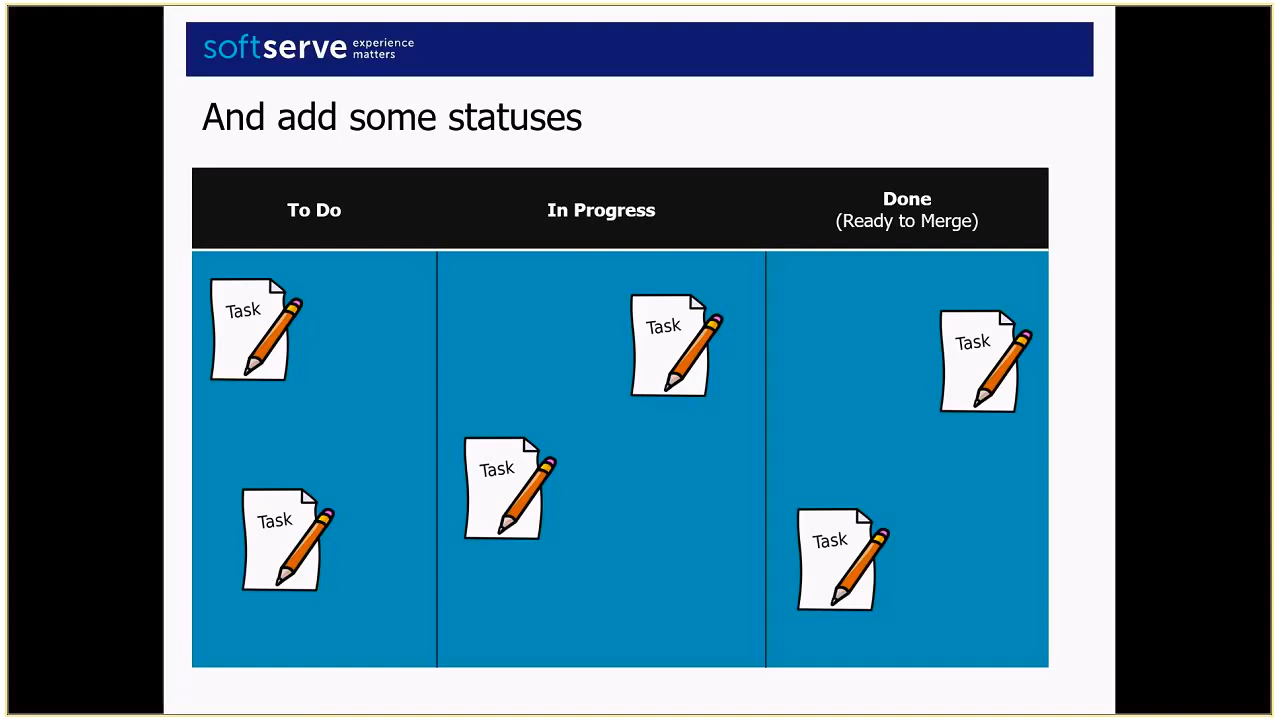 softserve experience
matters
And add some statuses
To Do
In Progress
Done
(Ready to Merge)
Task
Task
Task
Task
Task
Task